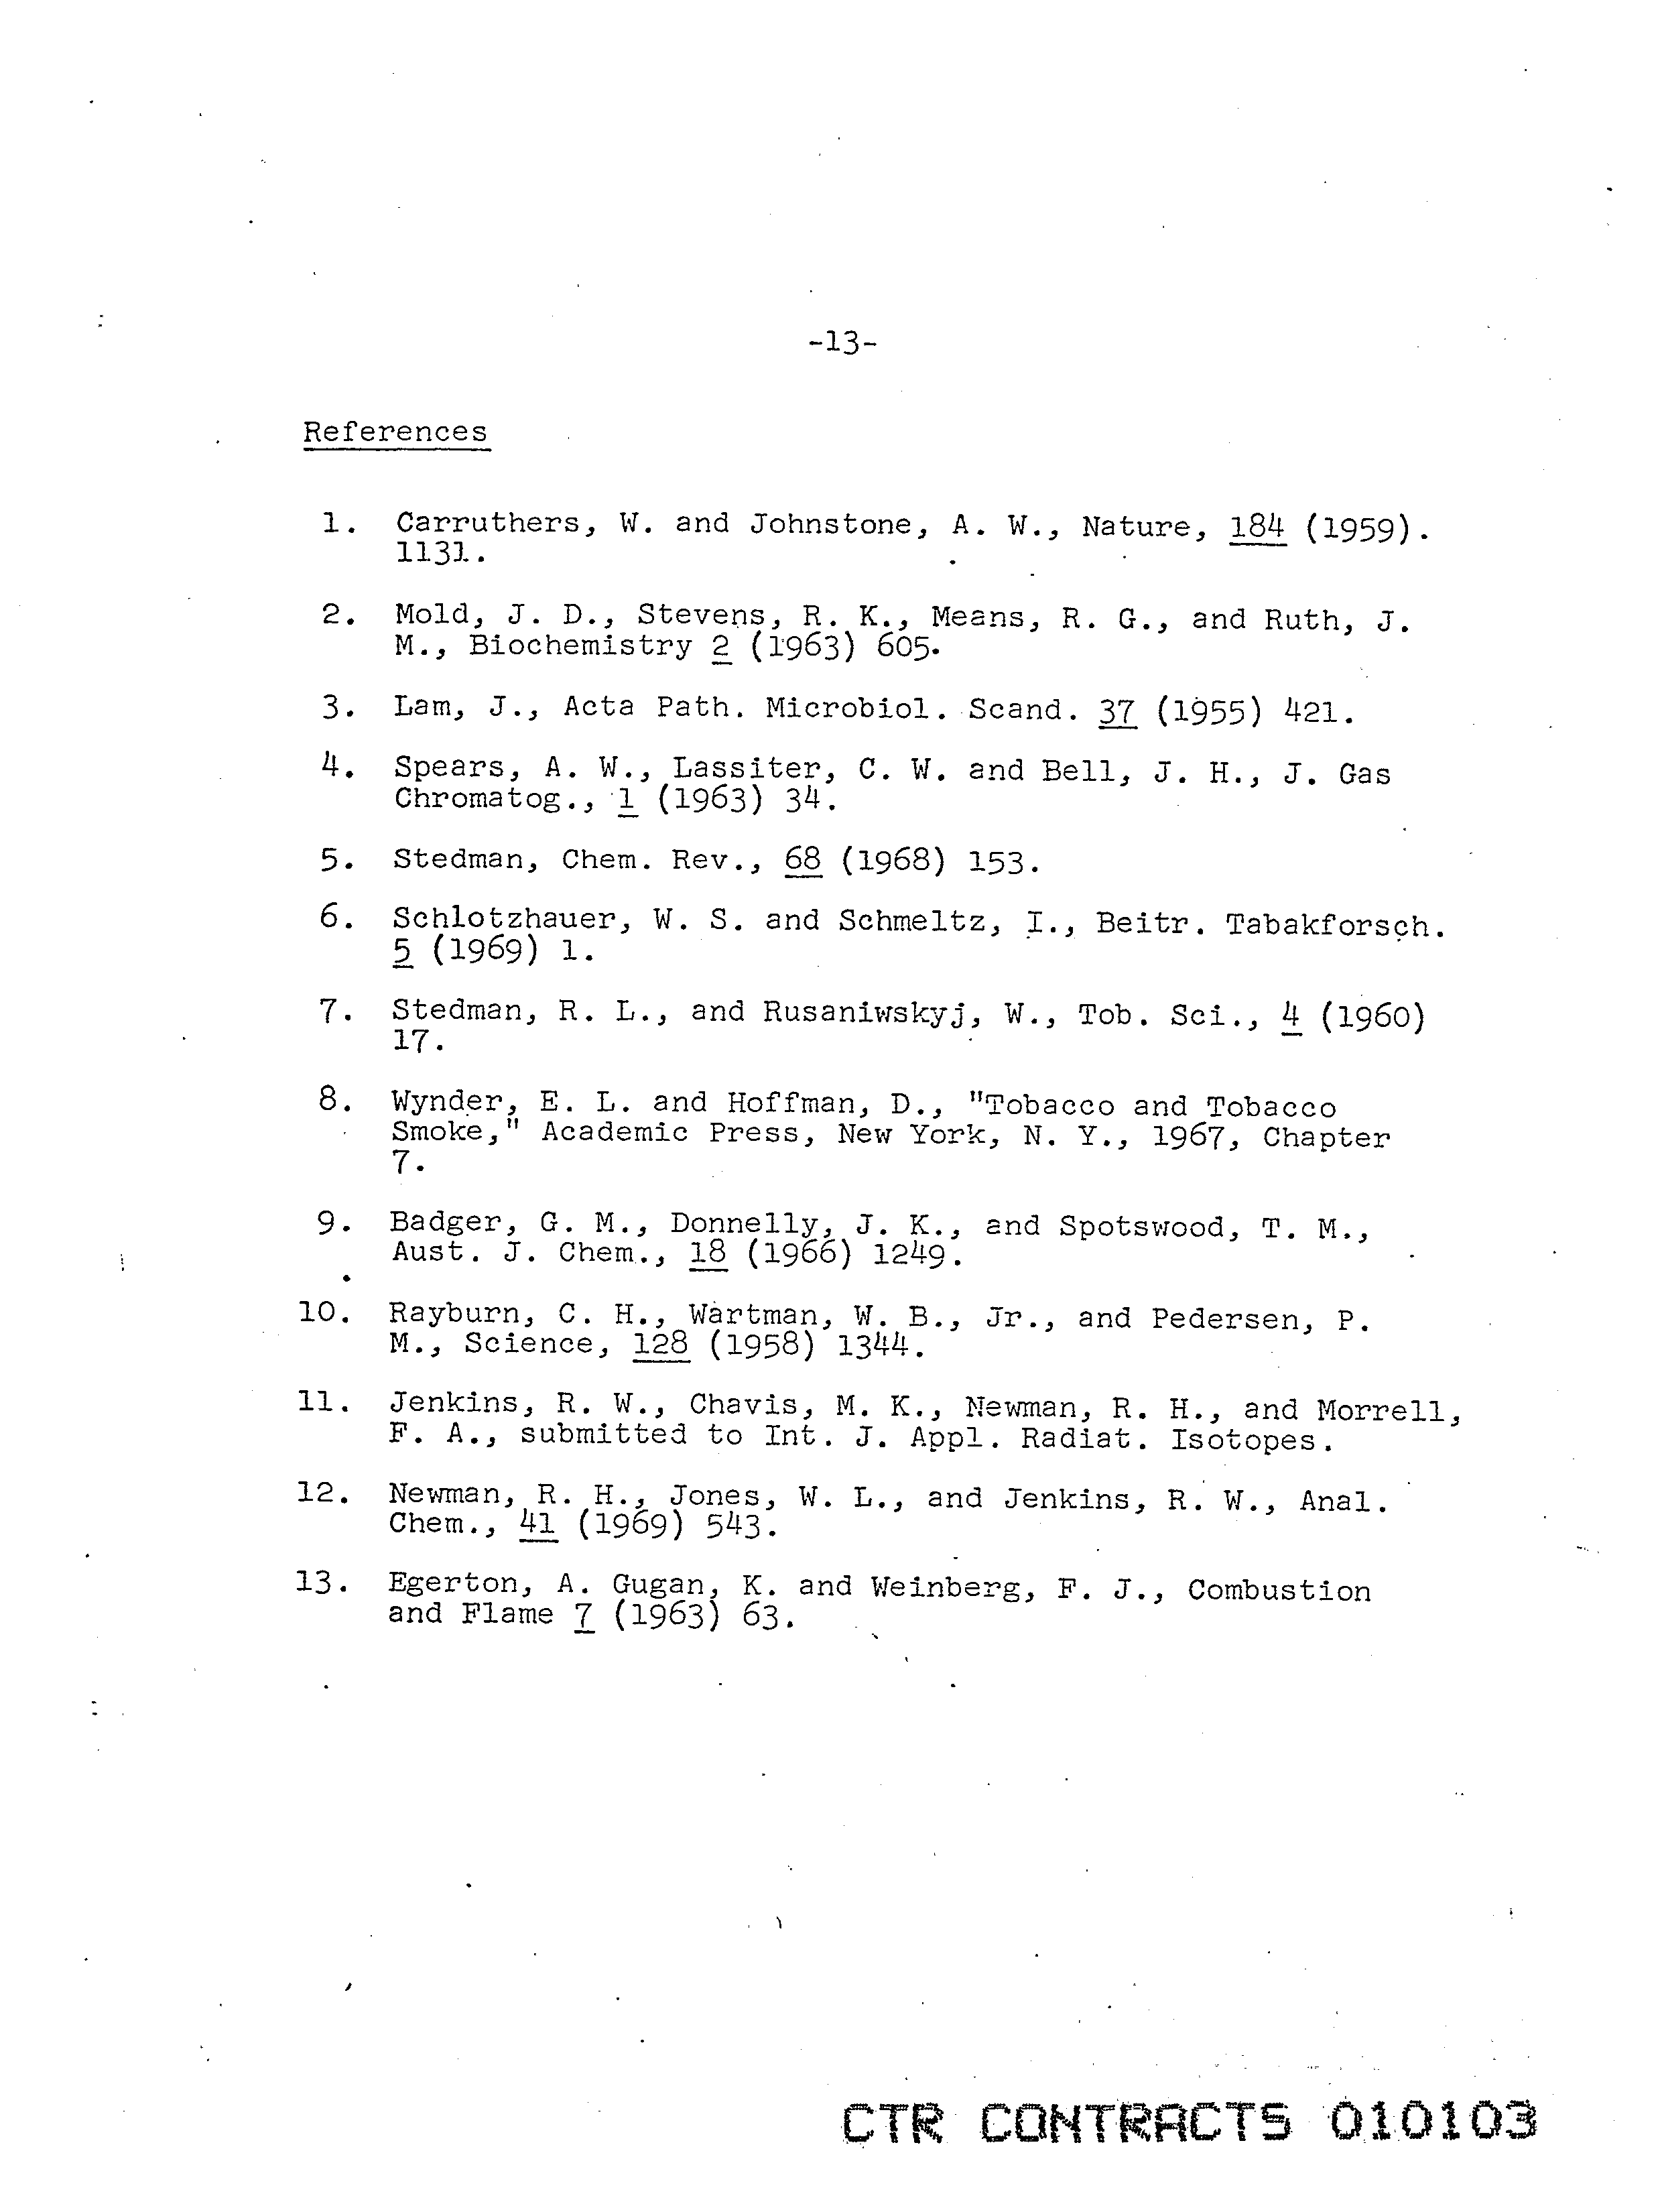 -13-
References
1. Carruthers, W. and Johnstone, A. W., Nature, 184 (1959).
1131.
2. Mold, J. D., Stevens, R. K., Means, R. G., and Ruth, J.
M., Biochemistry 2 (1963) 605.
3. Lam, J., Acta Path. Microbiol. Scand. 37 (1955) 421.
4. Spears, A. W., Lassiter, C. W. and Bell, J. H., J. Gas
Chromatog., 1 (1963) 34.
5. Stedman, Chem. Rev., 68 (1968) 153.
6. Schlotzhauer, W. S. and Schmeltz, I., Beitr. Tabakforsch.
5 (1969) 1.
7. Stedman, R. L., and Rusaniwskyj, W., Tob. Sci., 4 (1960)
17.
8. Wynder, E. L. and Hoffman, D., "Tobacco and Tobacco
Smoke," Academic Press, New York, N. Y., 1967, Chapter
7.
9. Badger, G. M., Donnelly, J. K., and Spotswood, T. M.,
Aust. J. Chem., 18 (1966) 1249.
10. Rayburn, C. H., Wartman, W. B., Jr., and Pedersen, P.
M., Science, 128 (1958) 1344.
11. Jenkins, R. W., Chavis, M. K., Newman, R. H., and Morrell,
F. A., submitted to Int. J. Appl. Radiat. Isotopes.
12. Newman, R. H., Jones, W. L., and Jenkins, R. W., Anal.
Chem., 41 (1969) 543.
13. Egerton, A. Gugan, K. and Weinberg, F. J., Combustion
and Flame 7 (1963) 63.
CTR CONTRACTS 010103